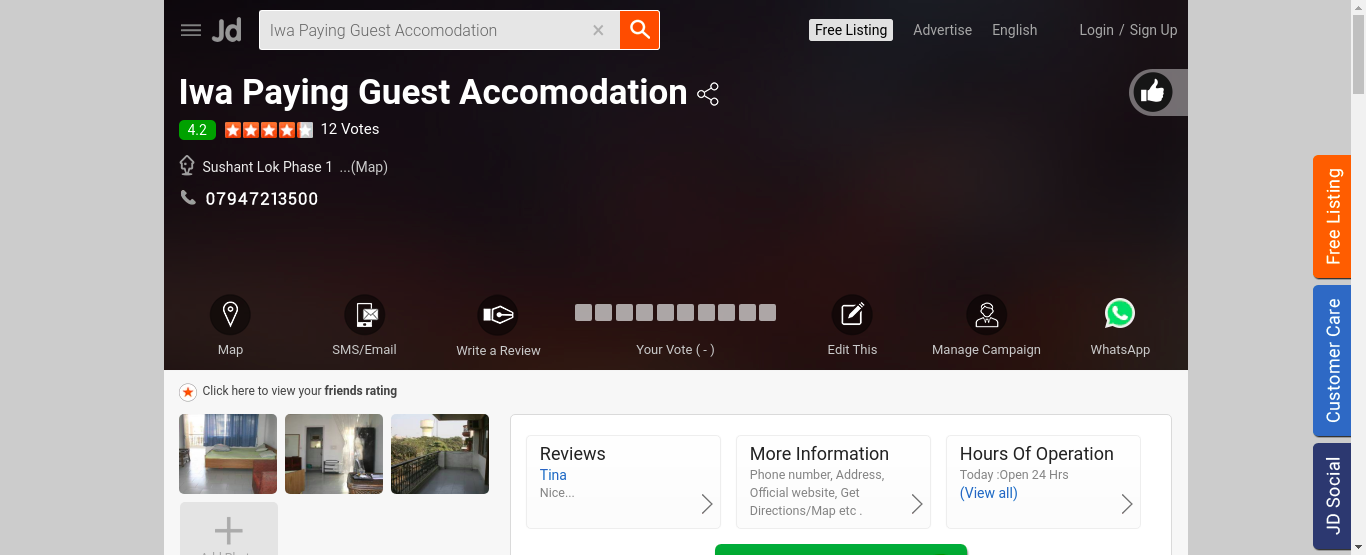 Jd
Iwa Paying Guest Accomodation
Free Listing
Advertise
English
Login / Sign Up
Iwa Paying Guest Accomodation
4.2
12 Votes
Sushant Lok Phase 1 ...(Map)
07947213500
Map
SMS/Email
Write a Review
Your Vote ( - )
Edit This
Manage Campaign
WhatsApp
Free Listing
Customer Care
JD Social
Click here to view your friends rating
Reviews
Tina
Nice...
More Information
Phone number, Address,
Official website, Get
Directions/Map etc .
Hours Of Operation
Today :Open 24 Hrs
(View all)